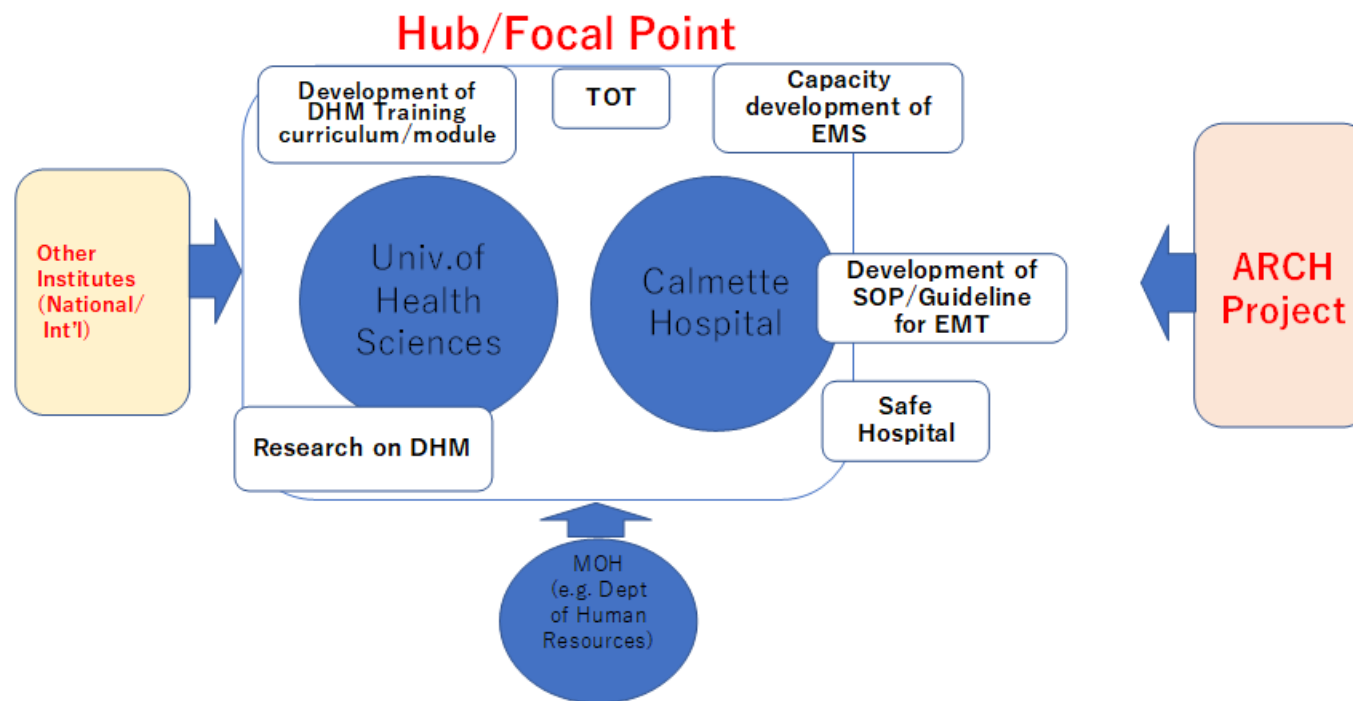 Hub/Focal Point
Development of
DHM Training
curriculum/module
TOT
Capacity
development of
EMS
Other
Institutes
(National/
Int'l)
Univ.of
Health
Sciences
Calmette
Hospital
Development of
SOP/Guideline
for EMT
ARCH
Project
Safe
Hospital
Research on DHM
MOH
(e.g. Dept
of Human
Resources)